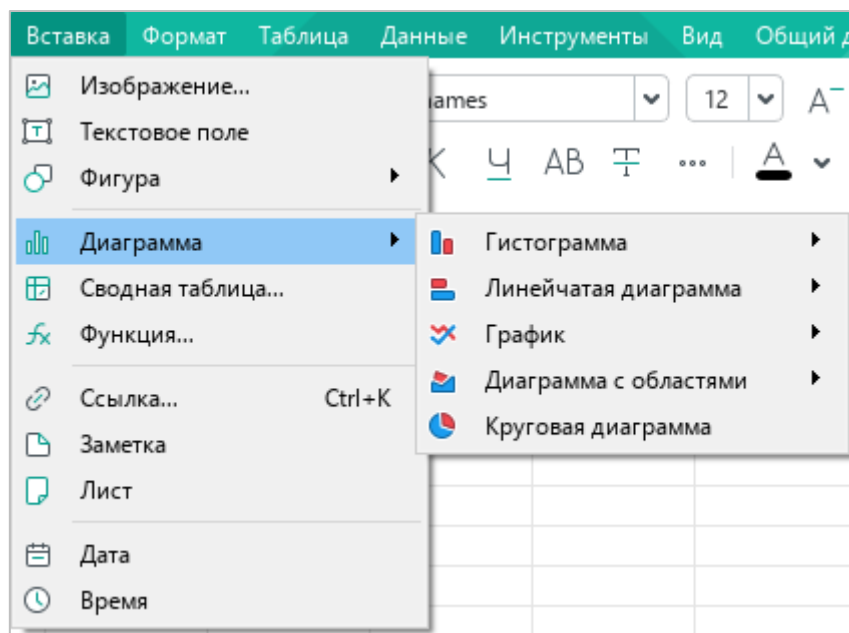 Вставка Формат Таблица Данные Инструменты Вид Общий
Изображение...
12 A
Текстовое поле
Ч АВ Т ... А
Фигура
Диаграмма
Гистограмма
Сводная таблица...
Линейчатая диаграмма
Функция...
График
Диаграмма с областями
Ссылка... Ctrl+K
Круговая диаграмма
Заметка
Лист
Дата
Время